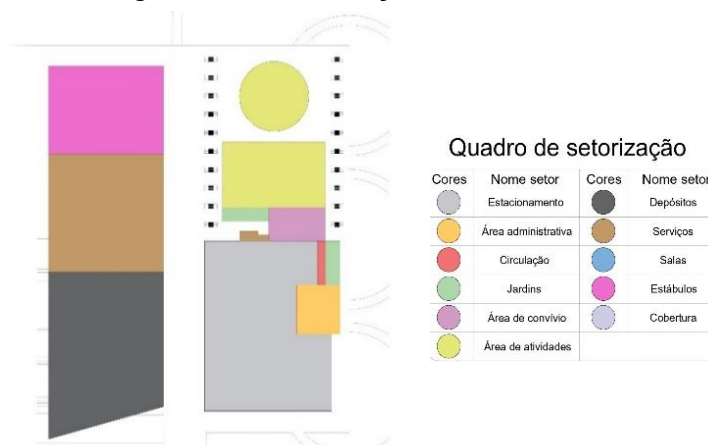 Quadro de setorização
Cores Nome setor Cores Nome setor
Estacionamento Depósitos
Área administrativa Serviços
Circulação Salas
Jardins Estábulos
Área de convívio Cobertura
Área de atividades